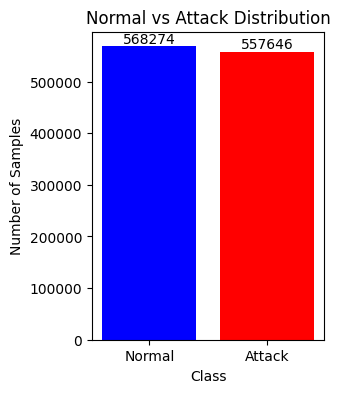 Normal vs Attack Distribution
568274
557646
500000
400000
300000
200000
100000
0
Number of Samples
Normal
Attack
Class